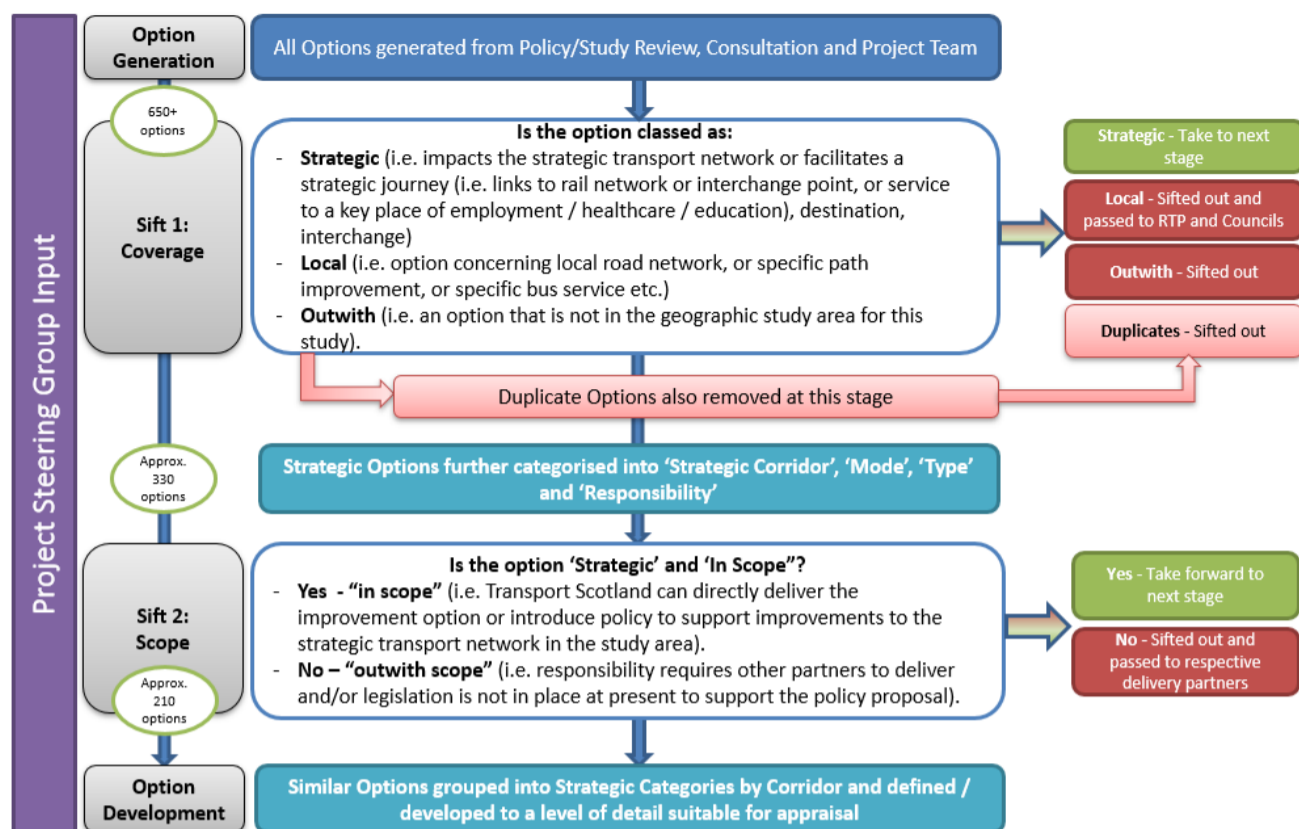 Project Steering Group Input
Option
Generation
All Options generated from Policy/Study Review, Consultation and Project Team
650+
options
Sift 1:
Coverage
Is the option classed as:
- Strategic (i.e. impacts the strategic transport network or facilitates a
strategic journey (i.e. links to rail network or interchange point, or service
to a key place of employment / healthcare / education), destination,
interchange)
- Local (i.e. option concerning local road network, or specific path
improvement, or specific bus service etc.)
- Outwith (i.e. an option that is not in the geographic study area for this
study).
Strategic - Take to next
stage
Local - Sifted out and
passed to RTP and Councils
Outwith - Sifted out
Duplicates - Sifted out
Duplicate Options also removed at this stage
Approx.
330
options
Strategic Options further categorised into ‘Strategic Corridor’, ‘Mode’, ‘Type’
and ‘Responsibility’
Sift 2:
Scope
Approx.
210
options
Is the option ‘Strategic’ and ‘In Scope”?
- Yes - “in scope” (i.e. Transport Scotland can directly deliver the
improvement option or introduce policy to support improvements to the
strategic transport network in the study area).
- No – “outwith scope” (i.e. responsibility requires other partners to deliver
and/or legislation is not in place at present to support the policy proposal).
Yes - Take forward to
next stage
No - Sifted out and
passed to respective
delivery partners
Option
Development
Similar Options grouped into Strategic Categories by Corridor and defined /
developed to a level of detail suitable for appraisal